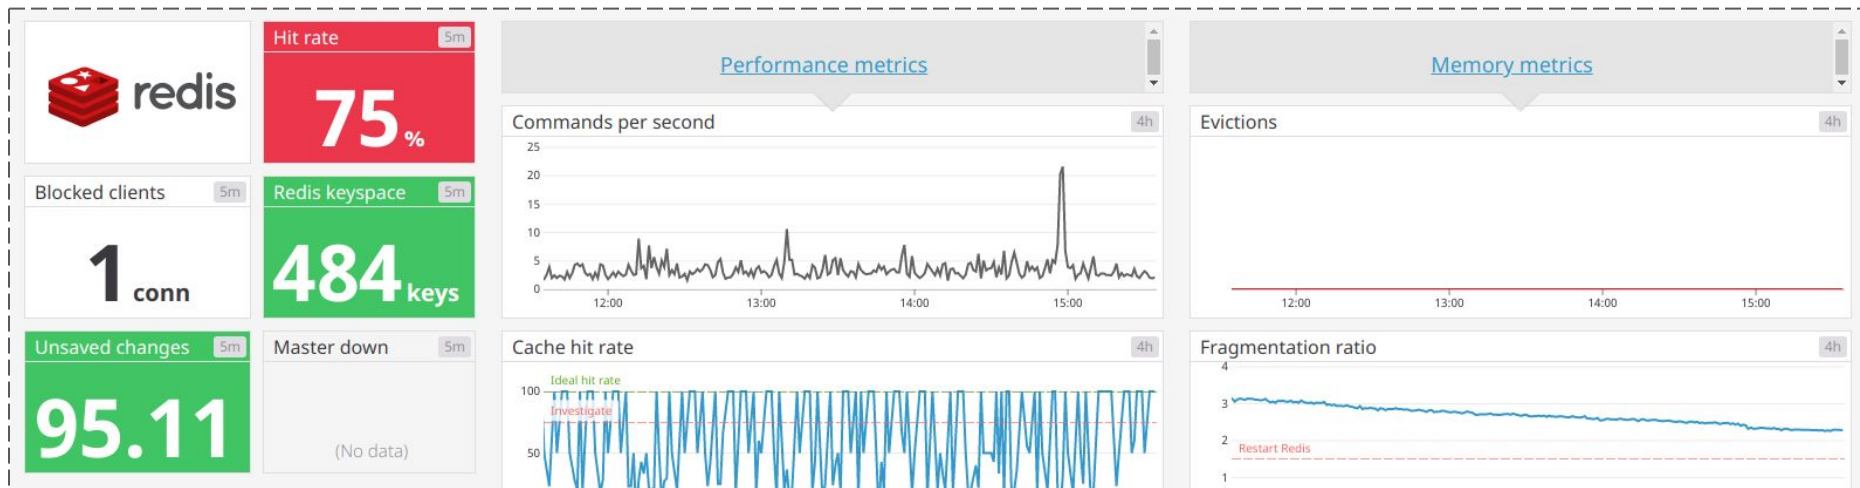 redis
Hit rate 5m
75 %
Blocked clients 5m
1 conn
Redis keyspace 5m
484 keys
Unsaved changes 5m
95.11
Master down 5m
(No data)
Performance metrics
Commands per second 4h
25
20
15
10
5
0
12:00 13:00 14:00 15:00
Cache hit rate 4h
Ideal hit rate
100
Investigate
50
Memory metrics
Evictions 4h
12:00 13:00 14:00 15:00
Fragmentation ratio 4h
4
3
2
Restart Redis
1